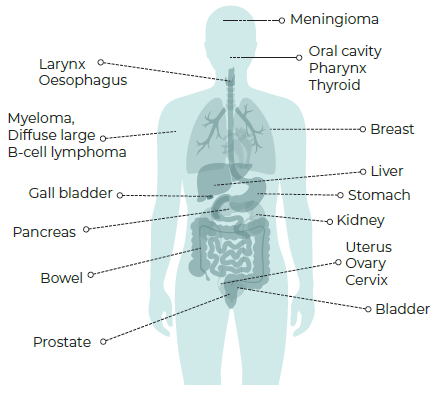 Meningioma
Oral cavity
Pharynx
Thyroid
Larynx
Oesophagus
Myeloma,
Diffuse large
B-cell lymphoma
Breast
Liver
Gall bladder
Stomach
Kidney
Pancreas
Uterus
Ovary
Cervix
Bowel
Bladder
Prostate